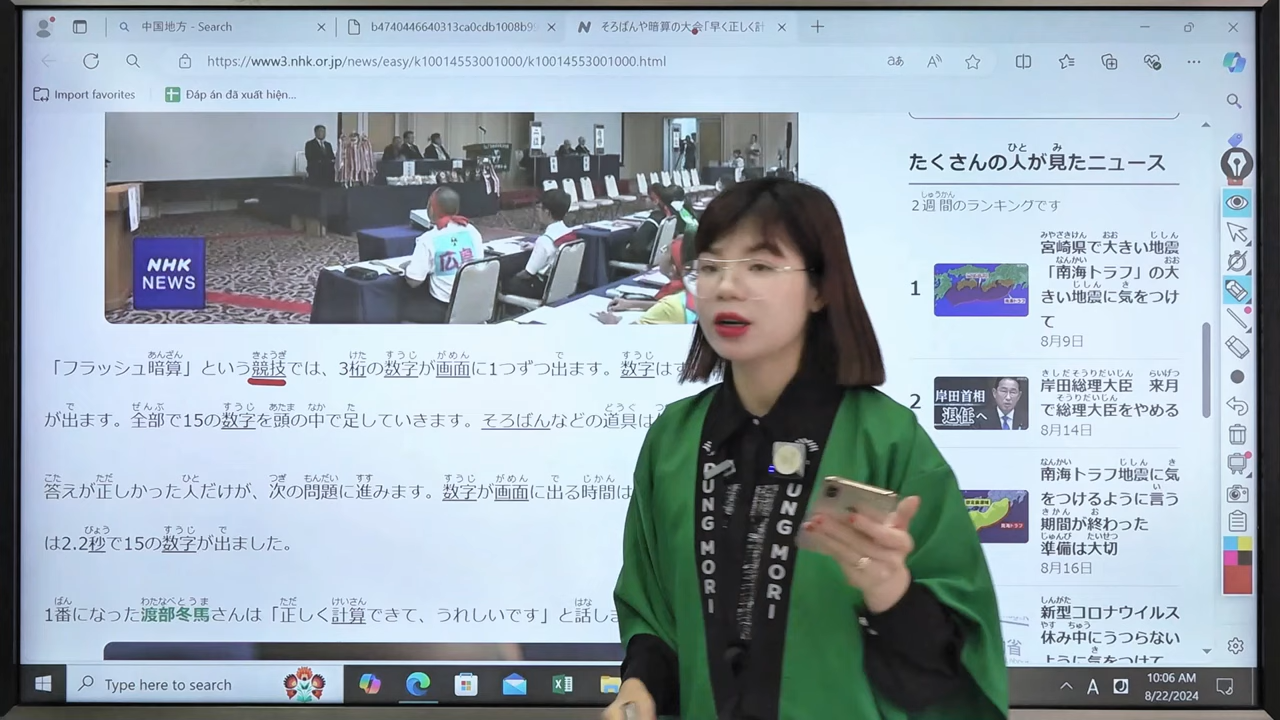 中国地方 - Search
b4740446640313ca0cdb1008b9
そろばんや暗算の大会「早く正しく計
https://www3.nhk.or.jp/news/easy/k10014553001000/k10014553001000.html
Import favorites
Đáp án đã xuất hiện...
NHK
NEWS
広島
「フラッシュ暗算」という競技では、3桁の数字が画面に1つずつ出ます。数字はす
が出ます。全部で15の数字を頭の中で足していきます。そろばんなどの道具は
答えが正しかった人だけが、次の問題に進みます。数字が画面に出る時間は
は2.2秒で15の数字が出ました。
1番になった渡部冬馬さんは「正しく計算できて、うれしいです」と話し
たくさんの人が見たニュース
2週間のランキングです
1
宮崎県で大きい地震
「南海トラフ」の大
きい地震に気をつけ
て
8月9日
2
岸田首相
退任へ
岸田総理大臣 来月
で総理大臣をやめる
8月14日
南海トラフ地震に気
をつけるように言う
期間が終わった
準備は大切
8月16日
新型コロナウイルス
休み中にうつらない
ように気をつけて
DUNG MORI
UNG MORI
Type here to search
A
10:06 AM
8/22/2024